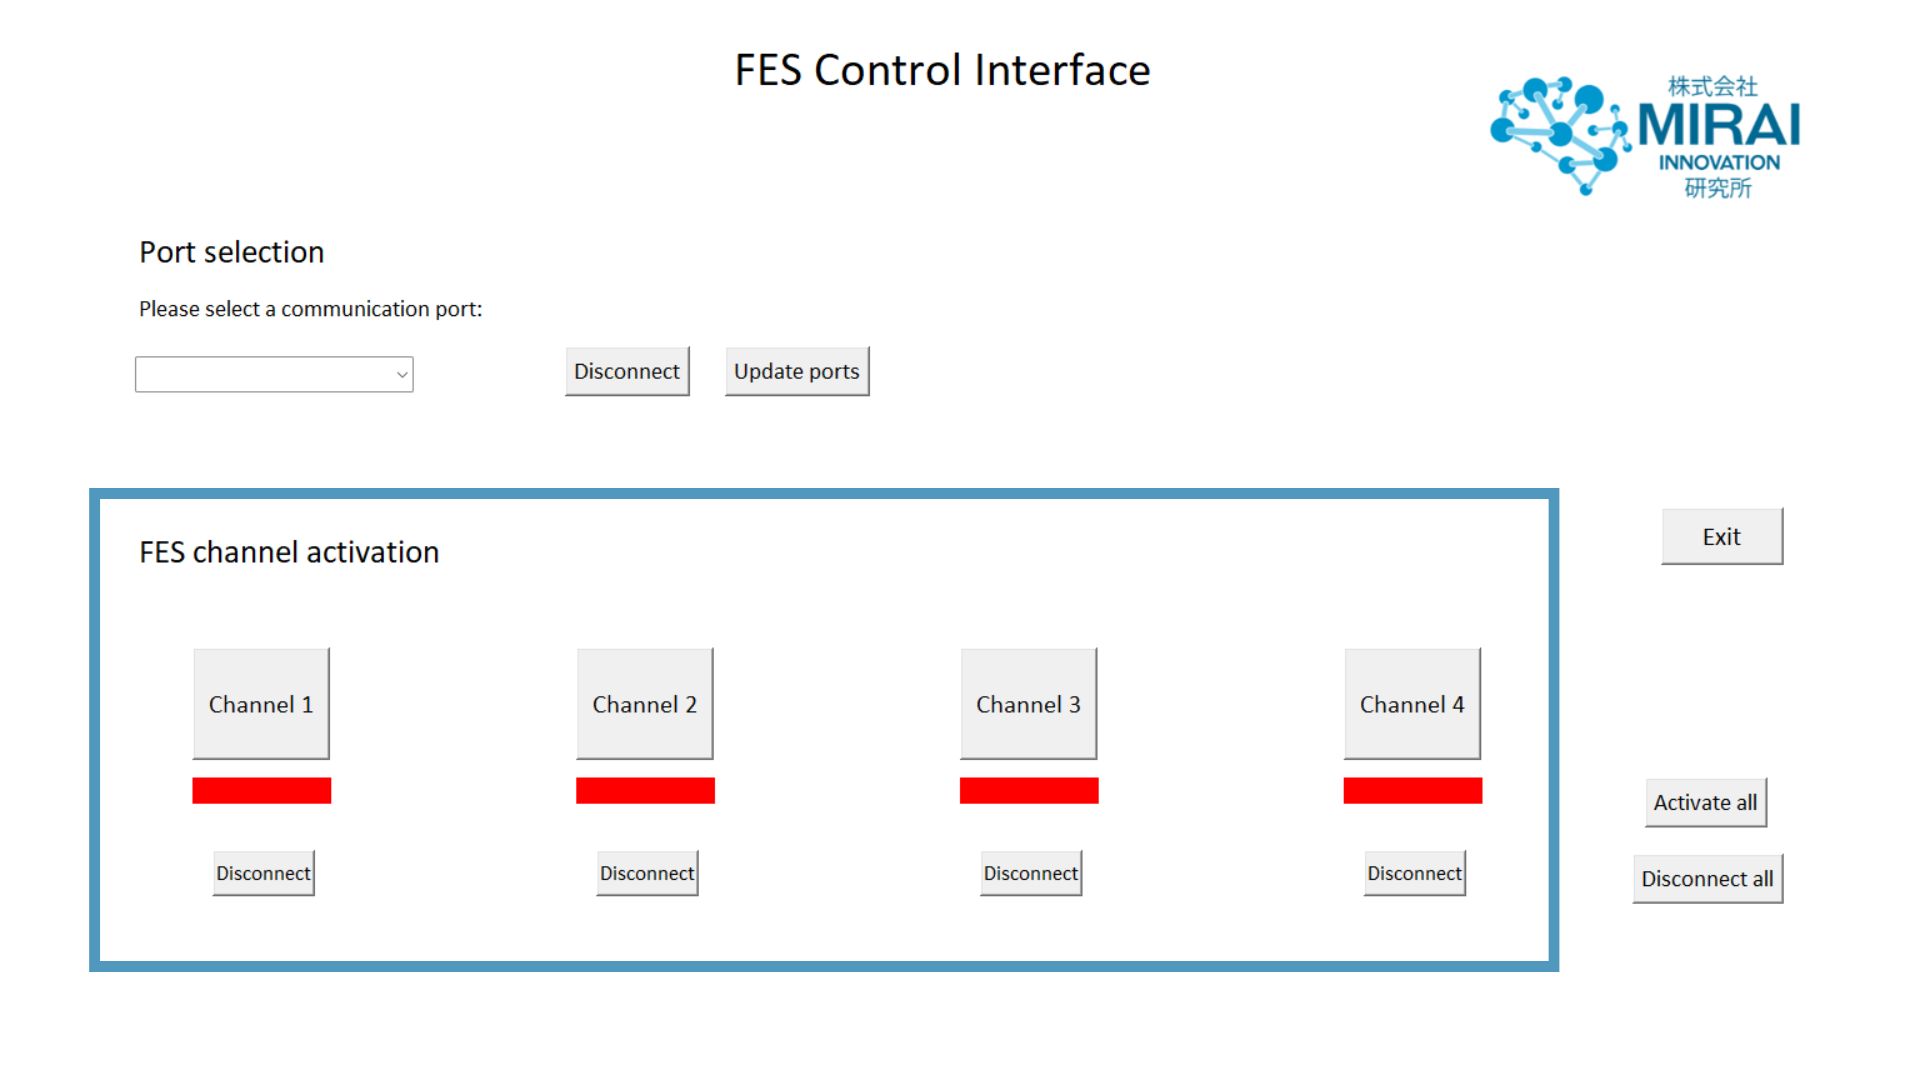 FES Control Interface
株式会社
MIRAI
INNOVATION
研究所
Port selection
Please select a communication port:
Disconnect
Update ports
FES channel activation
Exit
Channel 1
Channel 2
Channel 3
Channel 4
Activate all
Disconnect
Disconnect
Disconnect
Disconnect
Disconnect all